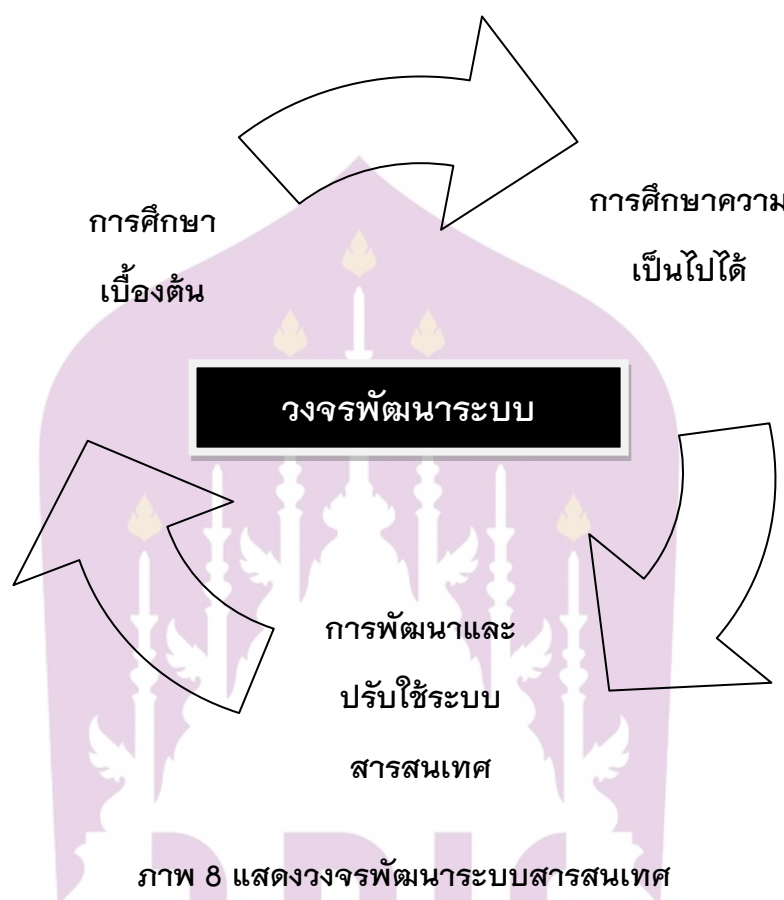 การศึกษา
เบื้องต้น
การศึกษาความ
เป็นไปได้
วงจรพัฒนาระบบ
การพัฒนาและ
ปรับใช้ระบบ
สารสนเทศ
ภาพ 8 แสดงวงจรพัฒนาระบบสารสนเทศ